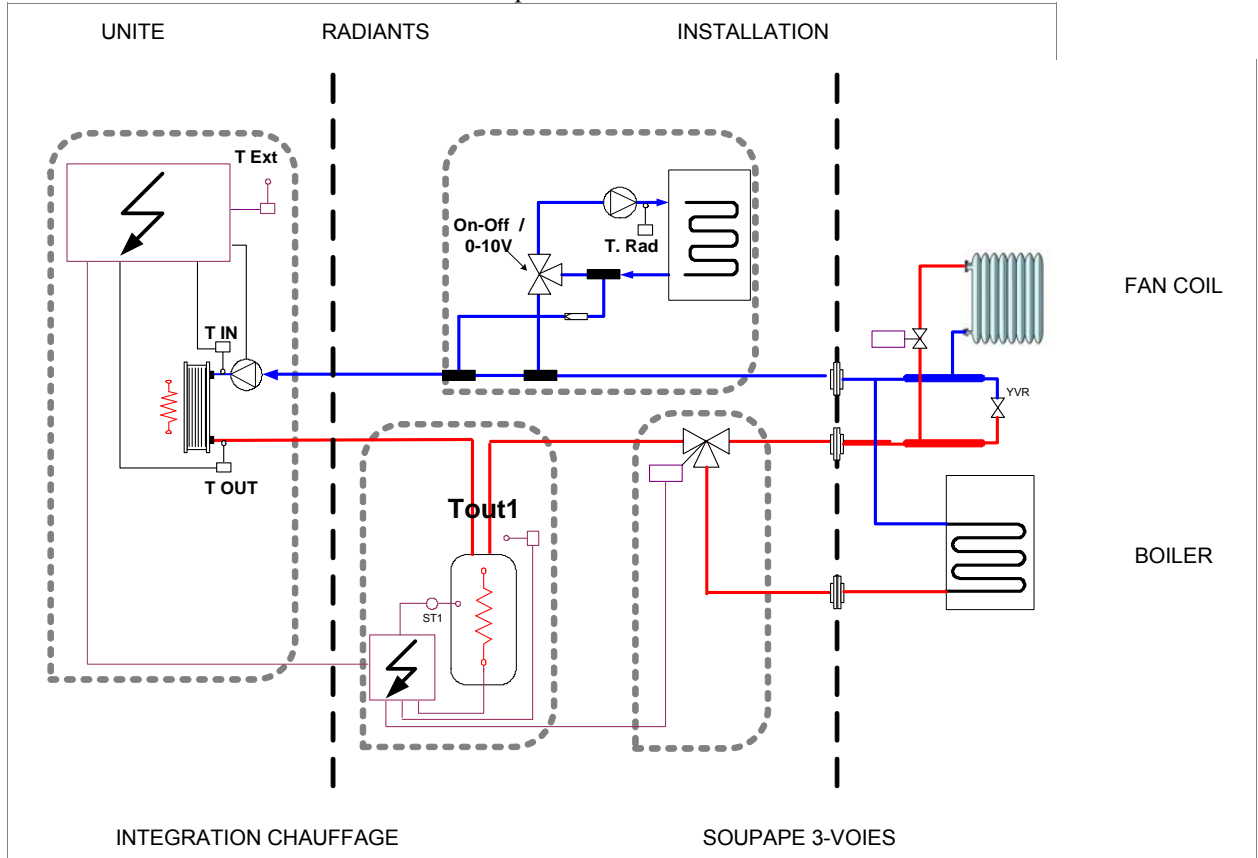 UNITE
RADIANTS
INSTALLATION
T Ext
On-Off /
0-10V
T. Rad
FAN COIL
T IN
YVR
T OUT
Tout1
ST1
BOILER
INTEGRATION CHAUFFAGE
SOUPAPE 3-VOIES